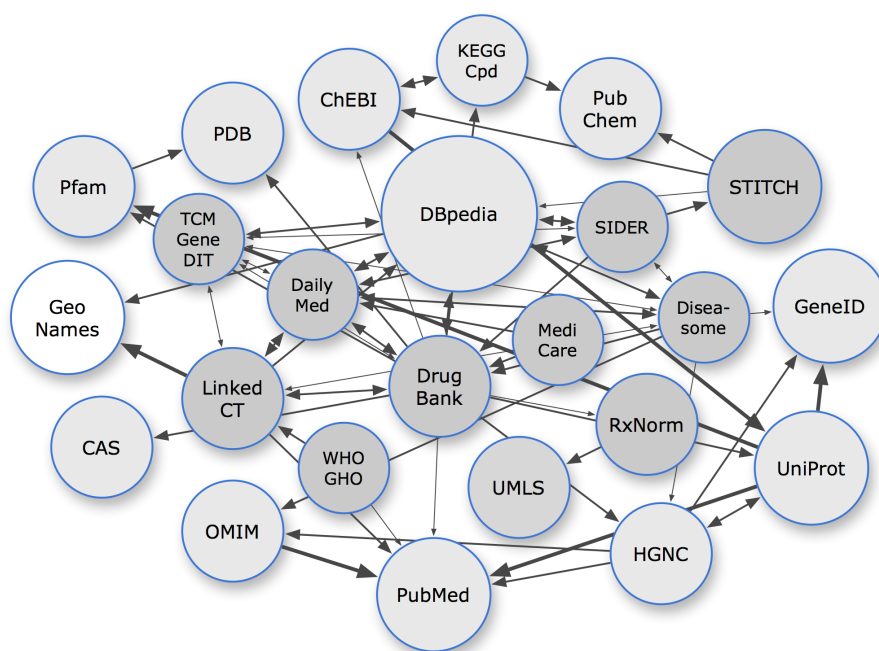 KEGG
Cpd
ChEBI
Pub
Chem
PDB
Pfam
STITCH
DBpedia
TCM
Gene
DIT
SIDER
Daily
Med
Geo
Names
Disea-
some
GeneID
Medi
Care
Linked
CT
Drug
Bank
RxNorm
CAS
WHO
GHO
UMLS
UniProt
OMIM
HGNC
PubMed